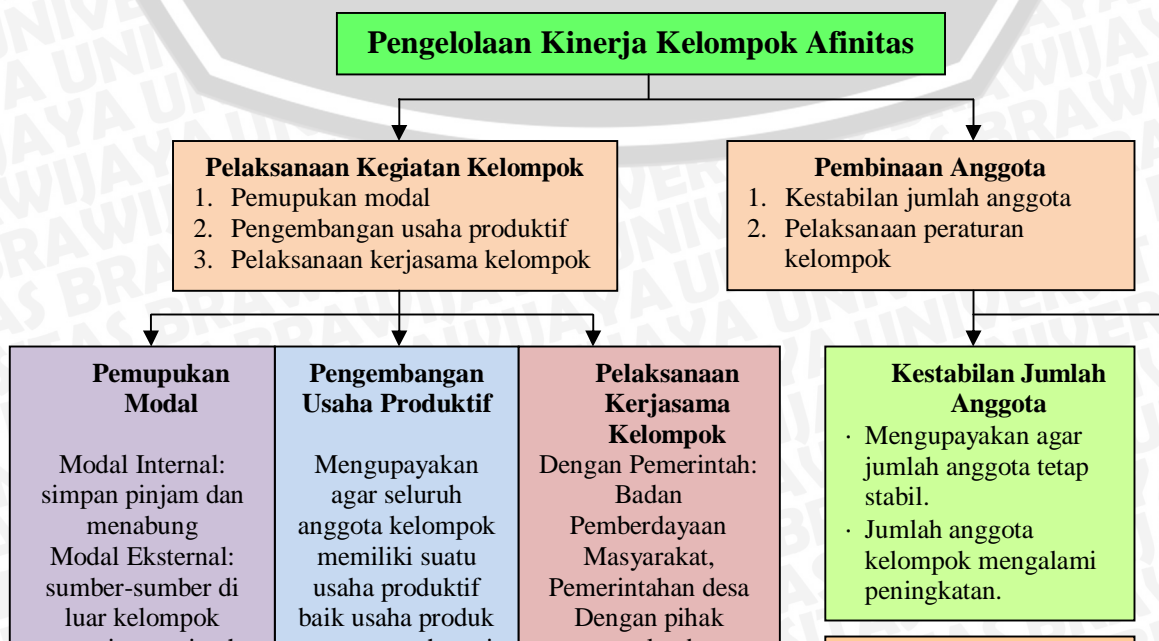 Pengelolaan Kinerja Kelompok Afinitas
Pelaksanaan Kegiatan Kelompok
1. Pemupukan modal
2. Pengembangan usaha produktif
3. Pelaksanaan kerjasama kelompok
Pembinaan Anggota
1. Kestabilan jumlah anggota
2. Pelaksanaan peraturan
kelompok
Pemupukan
Modal
Modal Internal:
simpan pinjam dan
menabung
Modal Eksternal:
sumber-sumber di
luar kelompok
Pengembangan
Usaha Produktif
Mengupayakan
agar seluruh
anggota kelompok
memiliki suatu
usaha produktif
baik usaha produk
Pelaksanaan
Kerjasama
Kelompok
Dengan Pemerintah:
Badan
Pemberdayaan
Masyarakat,
Pemerintahan desa
Dengan pihak
Kestabilan Jumlah
Anggota
· Mengupayakan agar
jumlah anggota tetap
stabil.
· Jumlah anggota
kelompok mengalami
peningkatan.